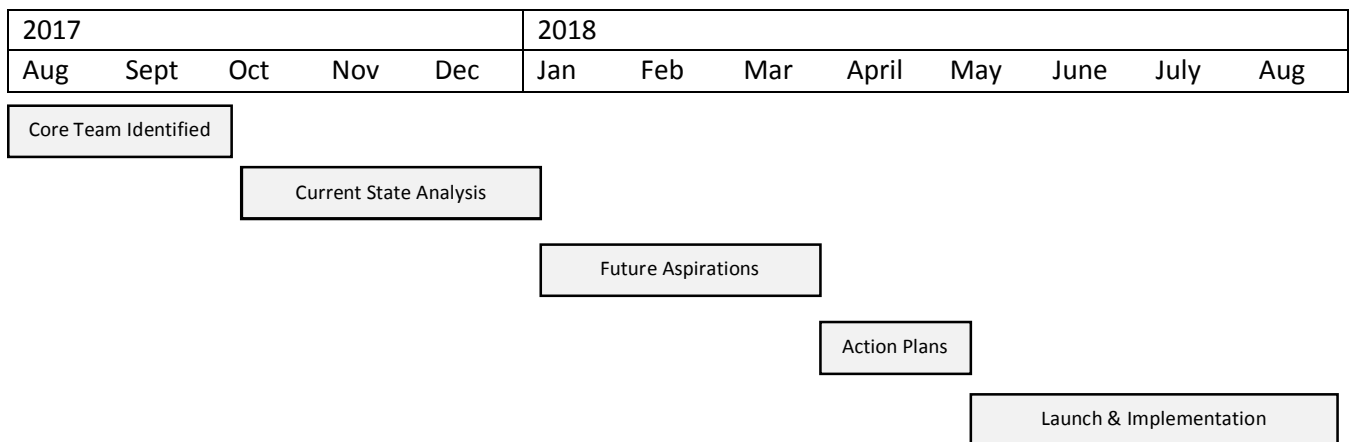 2017 2018
Aug Sept Oct Nov Dec Jan Feb Mar April May June July Aug
Core Team Identified
Current State Analysis
Future Aspirations
Action Plans
Launch & Implementation